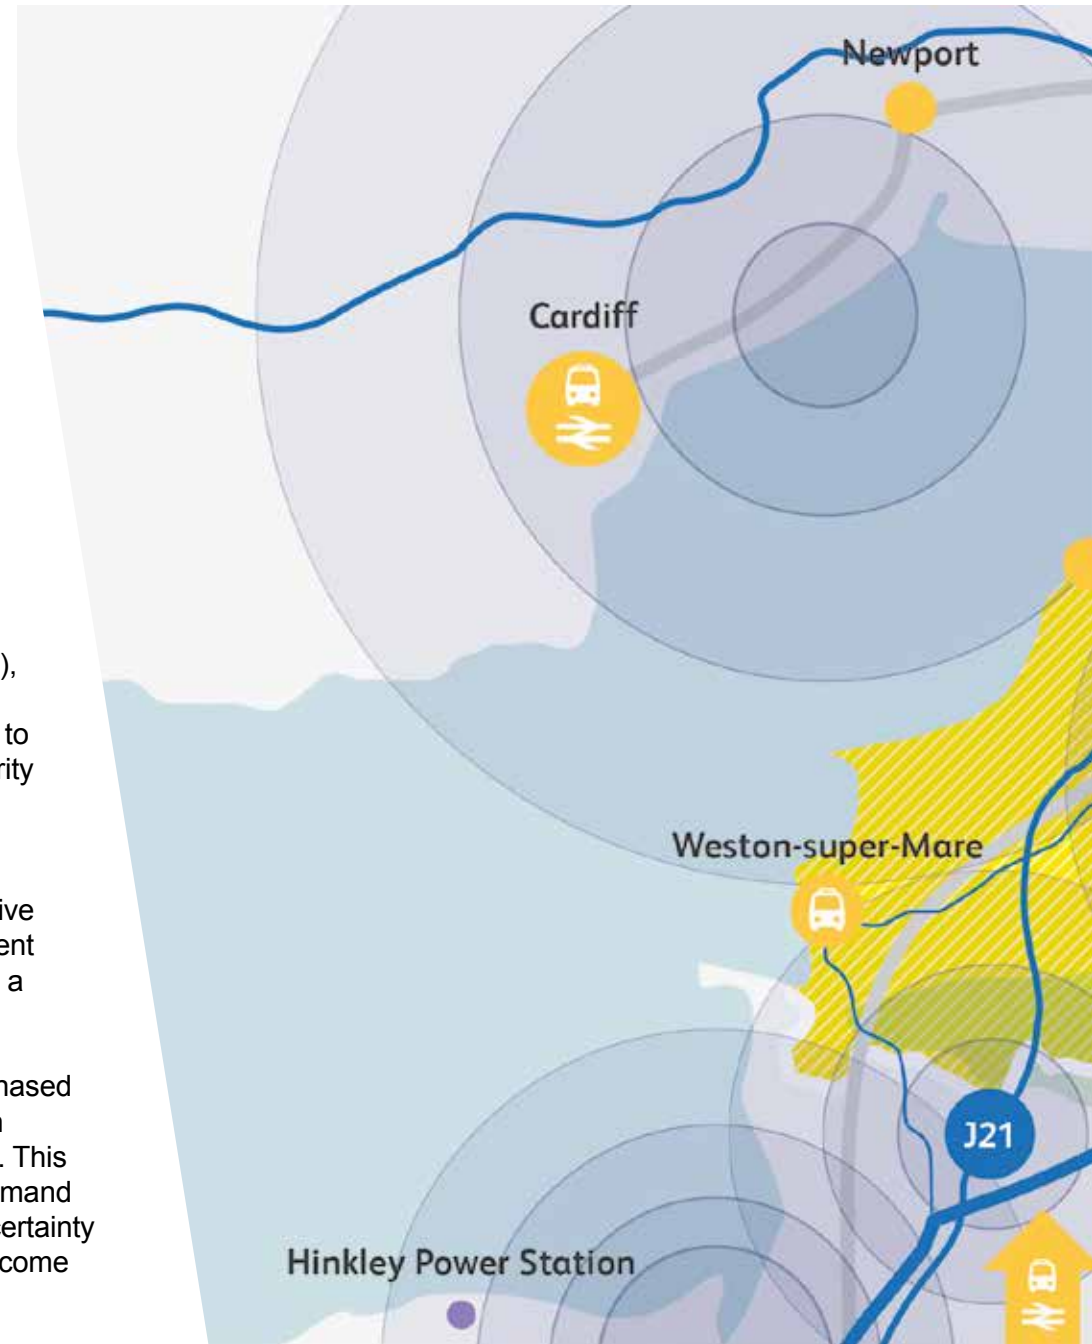 Newport
Cardiff
),
to
rity
Weston-super-Mare
ive
ent
a
hased
n
. This
mand
ertainty
come
J21
Hinkley Power Station